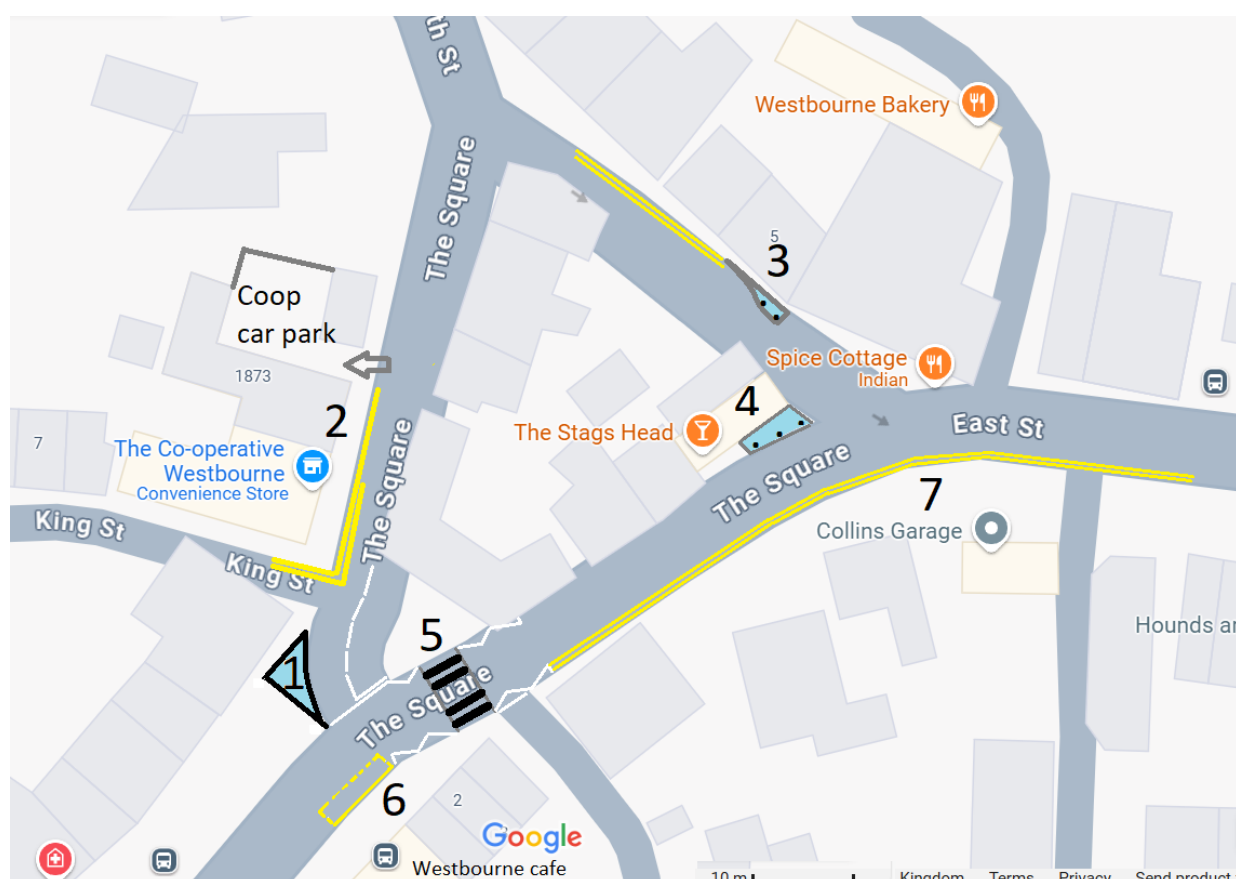 th St
Westbourne Bakery
The Square
5
3
Coop
car park
1873
Spice Cottage
Indian
2
4
7
The Co-operative
Westbourne
Convenience Store
The Stags Head
East St
The Square
The Square
7
King St
Collins Garage
King St
5
Hounds
1
The Square
6
2
Google
Westbourne cafe
10 m
Kingdom
Terms
Privacy
Send product